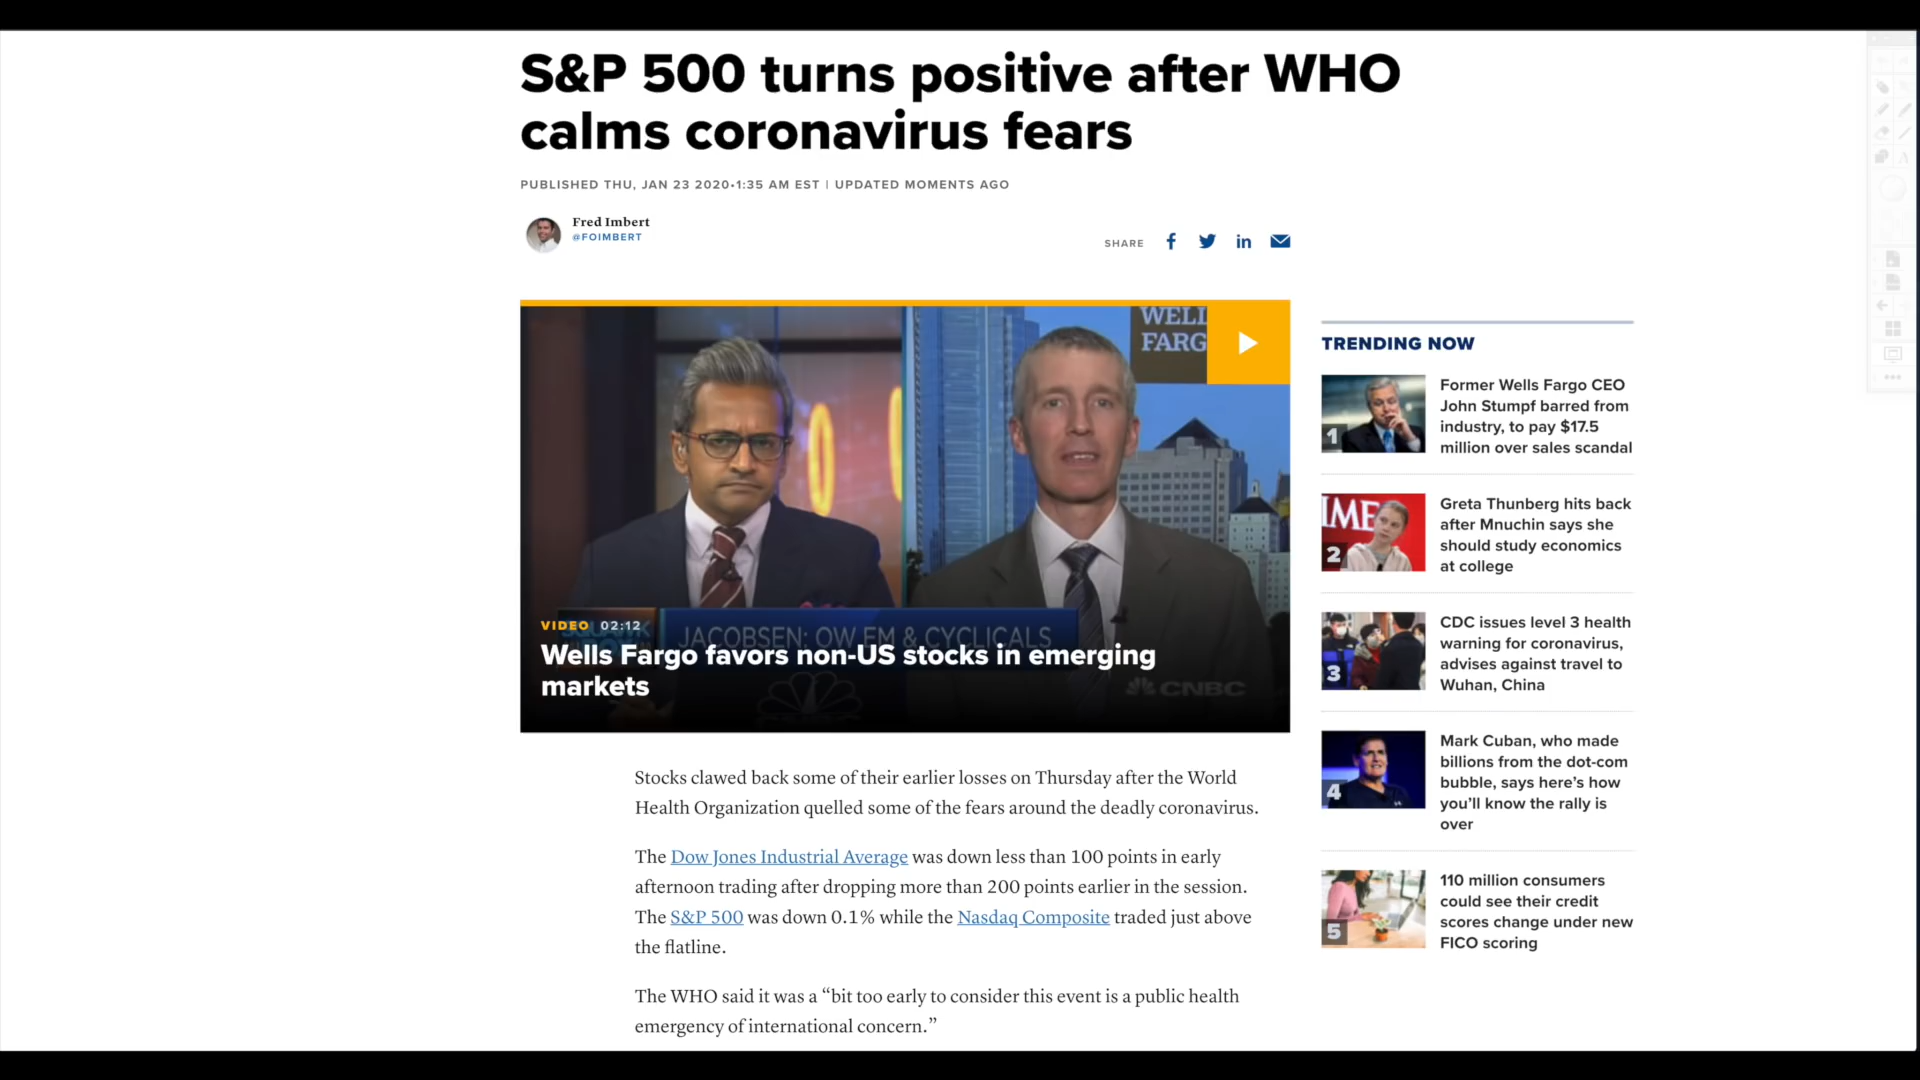 S&P 500 turns positive after WHO
calms coronavirus fears
PUBLISHED THU, JAN 23 2020•1:35 AM EST | UPDATED MOMENTS AGO
Fred Imbert
@FOIMBERT
SHARE
WELL
FARG
VIDEO 02:12
JACOBSEN: OW EM & CYCLICALS
Wells Fargo favors non-US stocks in emerging
markets
CNBC
Stocks clawed back some of their earlier losses on Thursday after the World
Health Organization quelled some of the fears around the deadly coronavirus.
The Dow Jones Industrial Average was down less than 100 points in early
afternoon trading after dropping more than 200 points earlier in the session.
The S&P 500 was down 0.1% while the Nasdaq Composite traded just above
the flatline.
The WHO said it was a “bit too early to consider this event is a public health
emergency of international concern.”
TRENDING NOW
1
Former Wells Fargo CEO
John Stumpf barred from
industry, to pay $17.5
million over sales scandal
IME
2
Greta Thunberg hits back
after Mnuchin says she
should study economics
at college
3
CDC issues level 3 health
warning for coronavirus,
advises against travel to
Wuhan, China
4
Mark Cuban, who made
billions from the dot-com
bubble, says here’s how
you’ll know the rally is
over
5
110 million consumers
could see their credit
scores change under new
FICO scoring